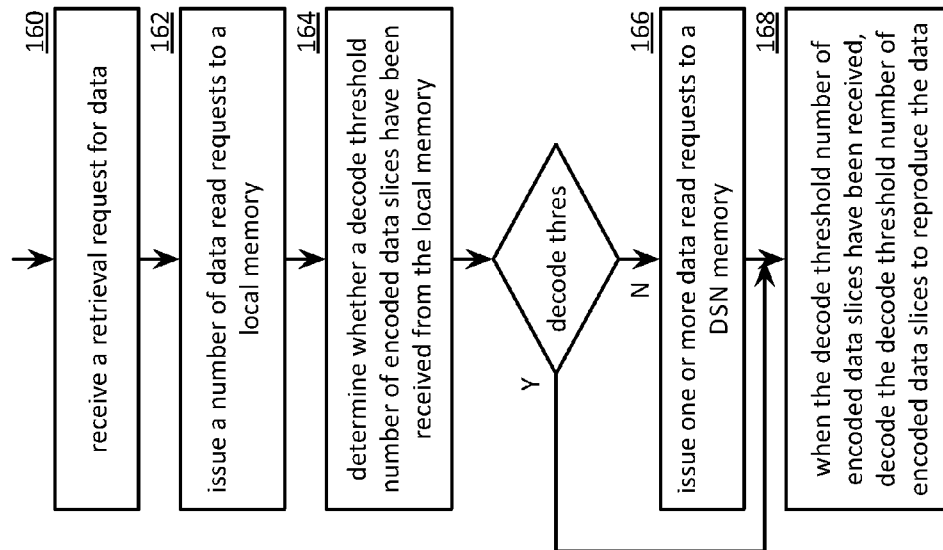 160
receive a retrieval request for data
162
issue a number of data read requests to a
local memory
164
determine whether a decode threshold
number of encoded data slices have been
received from the local memory
decode thres
Y
N
166
issue one or more data read requests to a
DSN memory
168
when the decode threshold number of
encoded data slices have been received,
decode the decode threshold number of
encoded data slices to reproduce the data